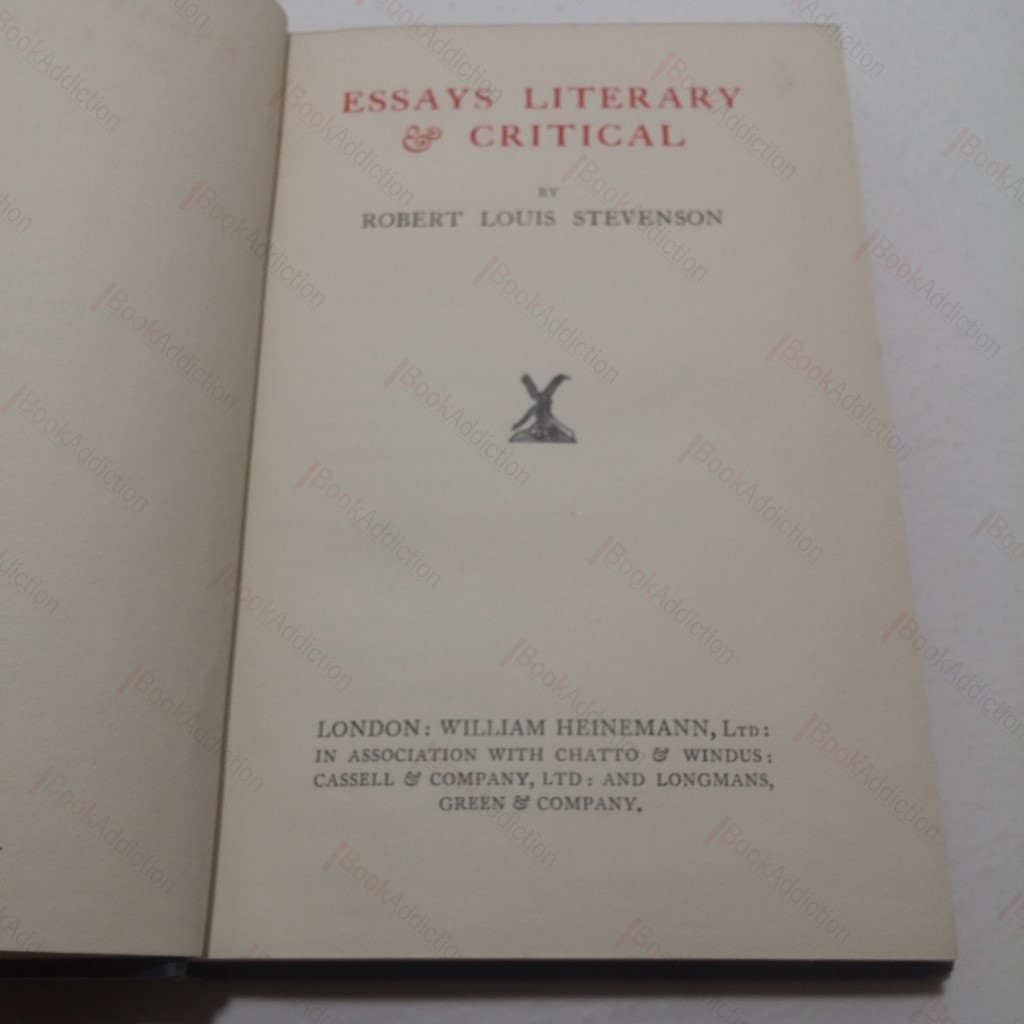 ESSAYS LITERARY
& CRITICAL
BY
ROBERT LOUIS STEVENSON
LONDON: WILLIAM HEINEMANN, LTD:
IN ASSOCIATION WITH CHATTO & WINDUS:
CASSELL & COMPANY, LTD: AND LONGMANS,
GREEN & COMPANY.
BookAddiction